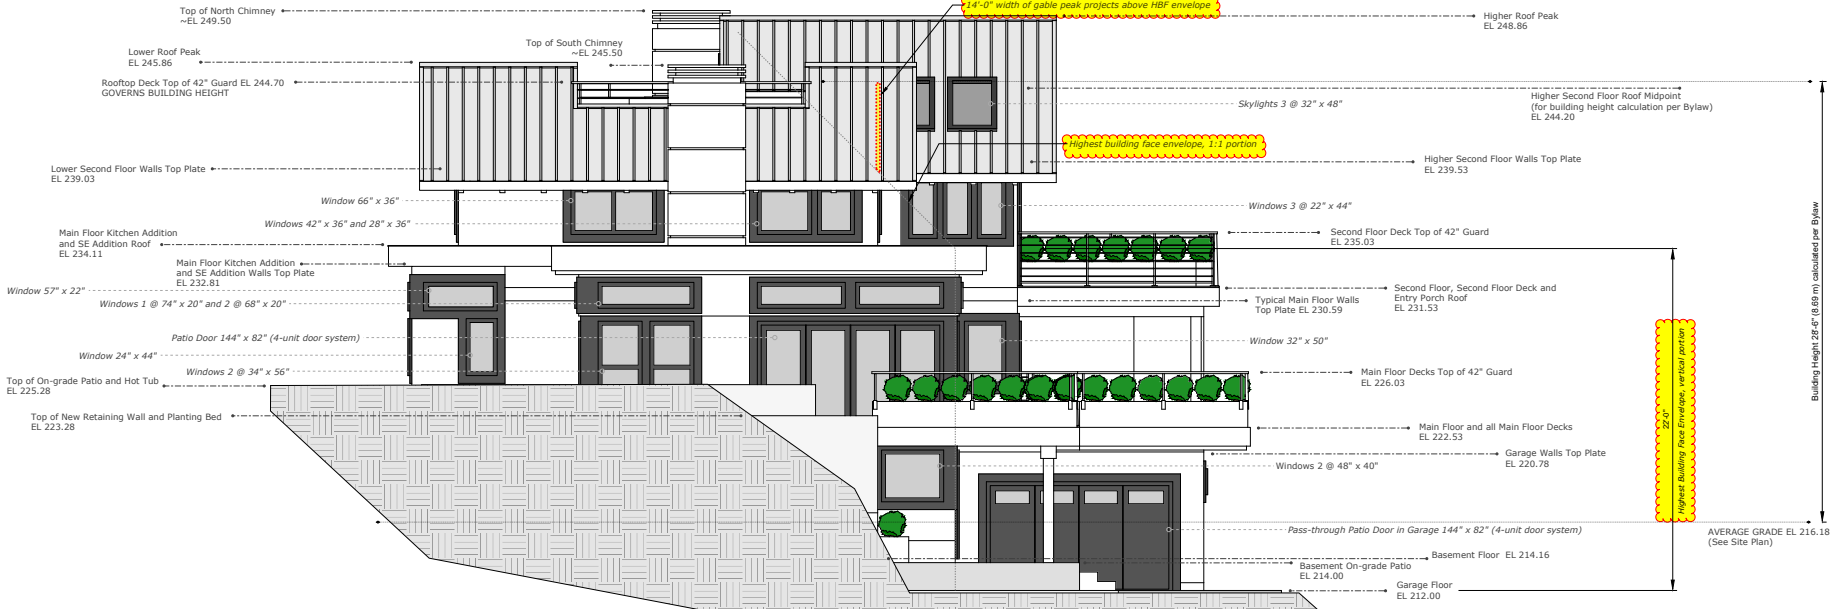 Top of North Chimney
~EL 249.50
14'-0" width of gable peak projects above HBF envelope
Higher Roof Peak
EL 248.86
Lower Roof Peak
EL 245.86
Top of South Chimney
~EL 245.50
Rooftop Deck Top of 42" Guard EL 244.70
GOVERNS BUILDING HEIGHT
Skylights 3 @ 32" x 48"
Higher Second Floor Roof Midpoint
(for building height calculation per Bylaw)
EL 244.20
Highest building face envelope, 1:1 portion
Lower Second Floor Walls Top Plate
EL 239.03
Higher Second Floor Walls Top Plate
EL 239.53
Window 66" x 36"
Windows 3 @ 22" x 44"
Windows 42" x 36" and 28" x 36"
Main Floor Kitchen Addition
and SE Addition Roof
EL 234.11
Second Floor Deck Top of 42" Guard
EL 235.03
Main Floor Kitchen Addition
and SE Addition Walls Top Plate
EL 232.81
Window 57" x 22"
Windows 1 @ 74" x 20" and 2 @ 68" x 20"
Typical Main Floor Walls
Top Plate EL 230.59
Second Floor, Second Floor Deck and
Entry Porch Roof
EL 231.53
Building Height 28'-6" (8.69 m) calculated per Bylaw
Patio Door 144" x 82" (4-unit door system)
Window 32" x 50"
Window 24" x 44"
Windows 2 @ 34" x 56"
Top of On-grade Patio and Hot Tub
EL 225.28
Main Floor Decks Top of 42" Guard
EL 226.03
22'-0"
Highest Building Face Envelope, vertical portion
Top of New Retaining Wall and Planting Bed
EL 223.28
Main Floor and all Main Floor Decks
EL 222.53
Garage Walls Top Plate
EL 220.78
Windows 2 @ 48" x 40"
Pass-through Patio Door in Garage 144" x 82" (4-unit door system)
AVERAGE GRADE EL 216.18
(See Site Plan)
Basement Floor EL 214.16
Basement On-grade Patio
EL 214.00
Garage Floor
EL 212.00